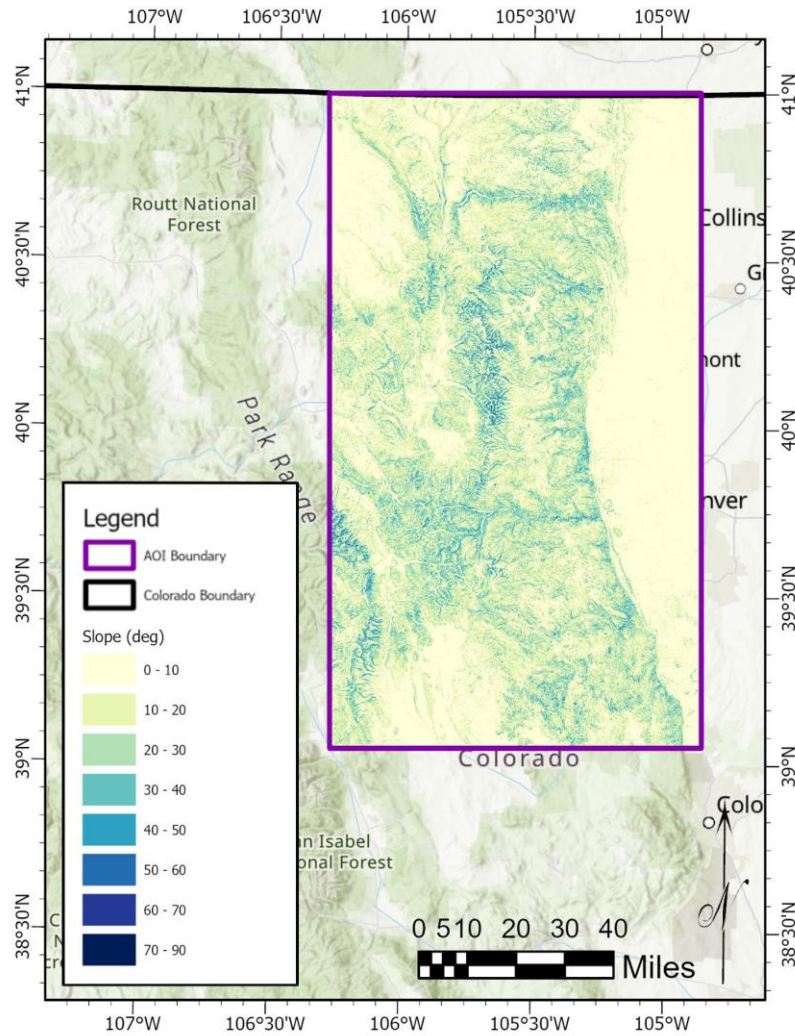 107°W 106°30'W 106°W 105°30'W 105°W
41°N
41°N
Routt National
Forest
Collins
40°30'N
40°30'N
G
mont
40°N
40°N
Park Range
nver
Legend
AOI Boundary
Colorado Boundary
39°30'N
39°30'N
Slope (deg)
0 - 10
10 - 20
20 - 30
30 - 40
40 - 50
50 - 60
60 - 70
70 - 90
39°N
39°N
Colorado
Colo
an Isabel
onal Forest
0 5 10 20 30 40
Miles
N
38°30'N
38°30'N
C
N
cre
107°W 106°30'W 106°W 105°30'W 105°W